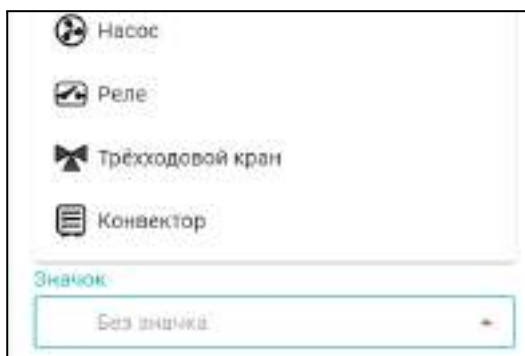 Насос
Реле
Трёхходовой кран
Конвектор
Значок
Без значка